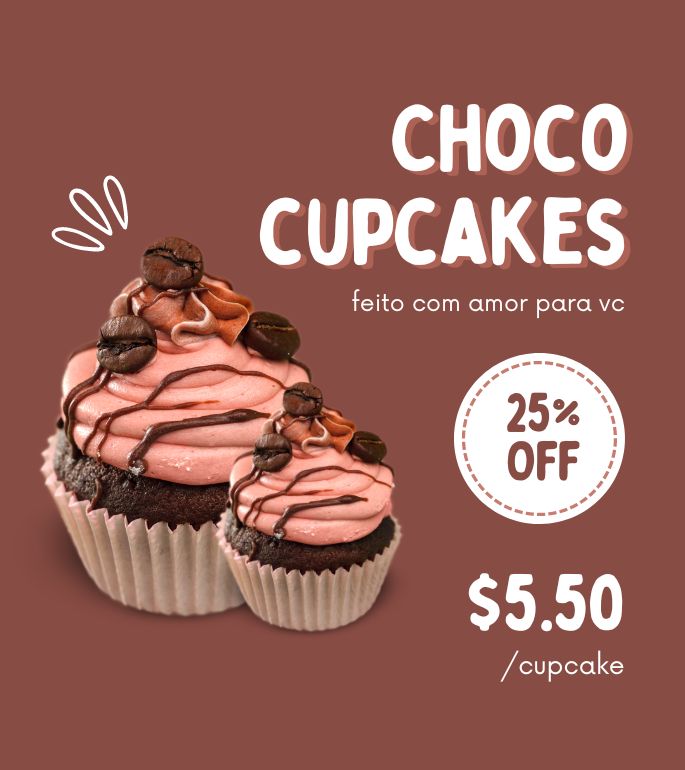 CHOCO
CUPCAKES
feito com amor para vc
25%
OFF
$5.50
/cupcake